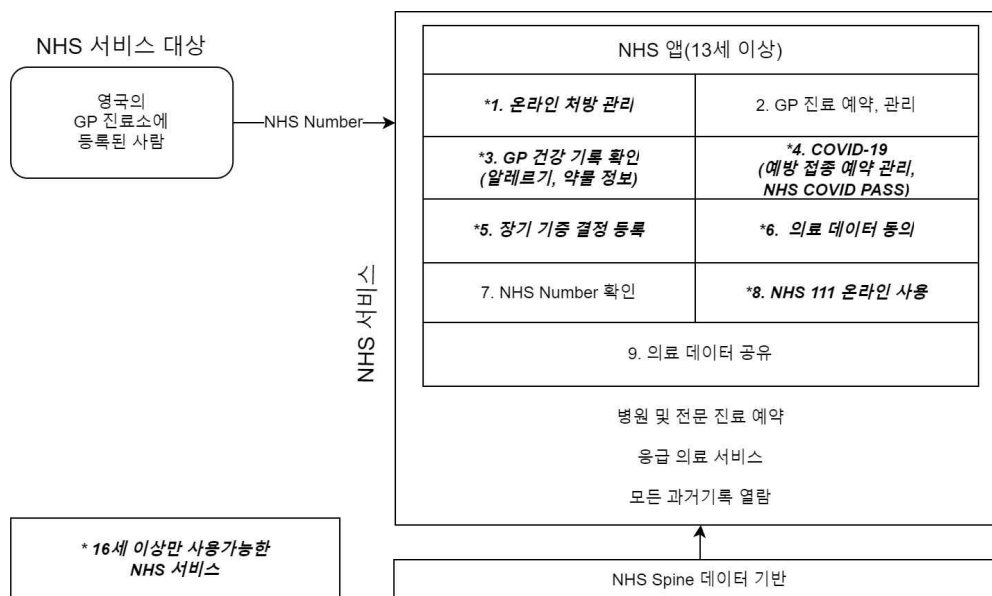 NHS 서비스 대상
영국의
GP 진료소에
등록된 사람
NHS Number
NHS 서비스
NHS 앱(13세 이상)
*1. 온라인 처방 관리
2. GP 진료 예약, 관리
*3. GP 건강 기록 확인
(알레르기, 약물 정보)
*4. COVID-19
(예방 접종 예약 관리,
NHS COVID PASS)
*5. 장기 기증 결정 등록
*6. 의료 데이터 동의
7. NHS Number 확인
*8. NHS 111 온라인 사용
9. 의료 데이터 공유
병원 및 전문 진료 예약
응급 의료 서비스
모든 과거기록 열람
* 16세 이상만 사용가능한
NHS 서비스
NHS Spine 데이터 기반